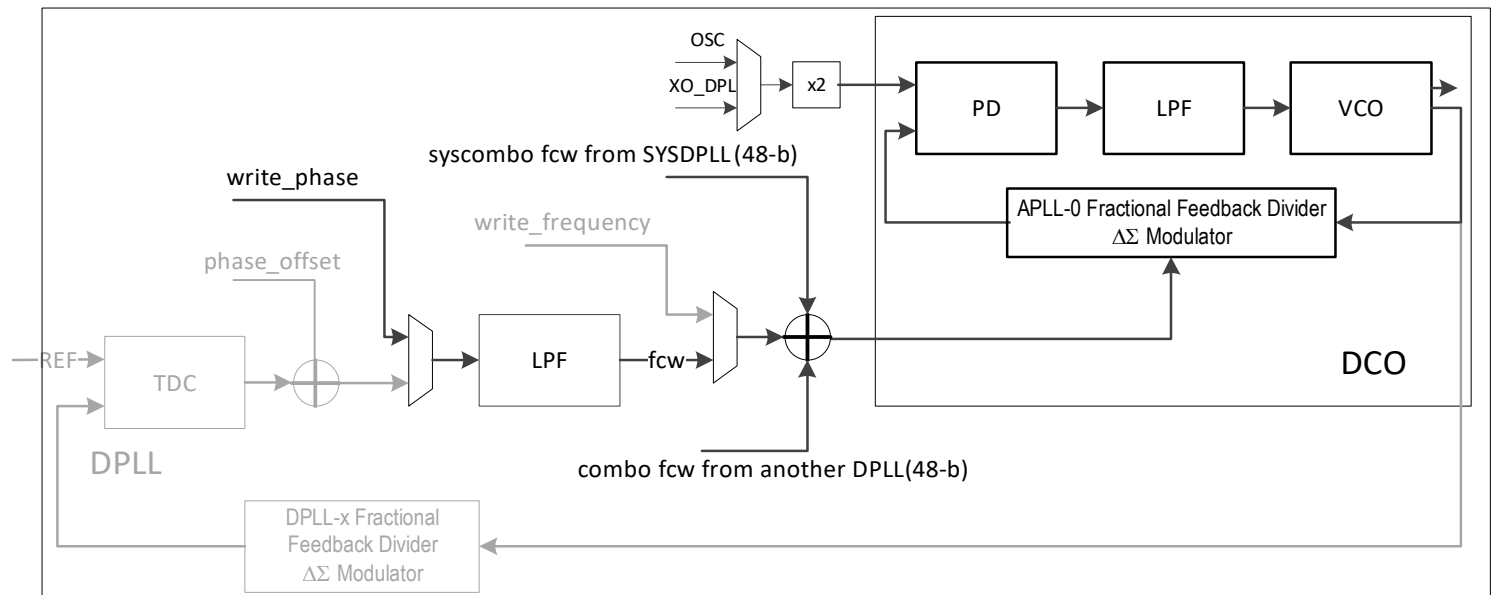 OSC
XO_DPL
x2
PD
LPF
VCO
syscombo fcw from SYSDPLL(48-b)
write_phase
APLL-0 Fractional Feedback Divider
ΔΣ Modulator
write_frequency
phase_offset
REF
TDC
LPF
fcw
DCO
DPLL
combo fcw from another DPLL(48-b)
DPLL-x Fractional
Feedback Divider
ΔΣ Modulator